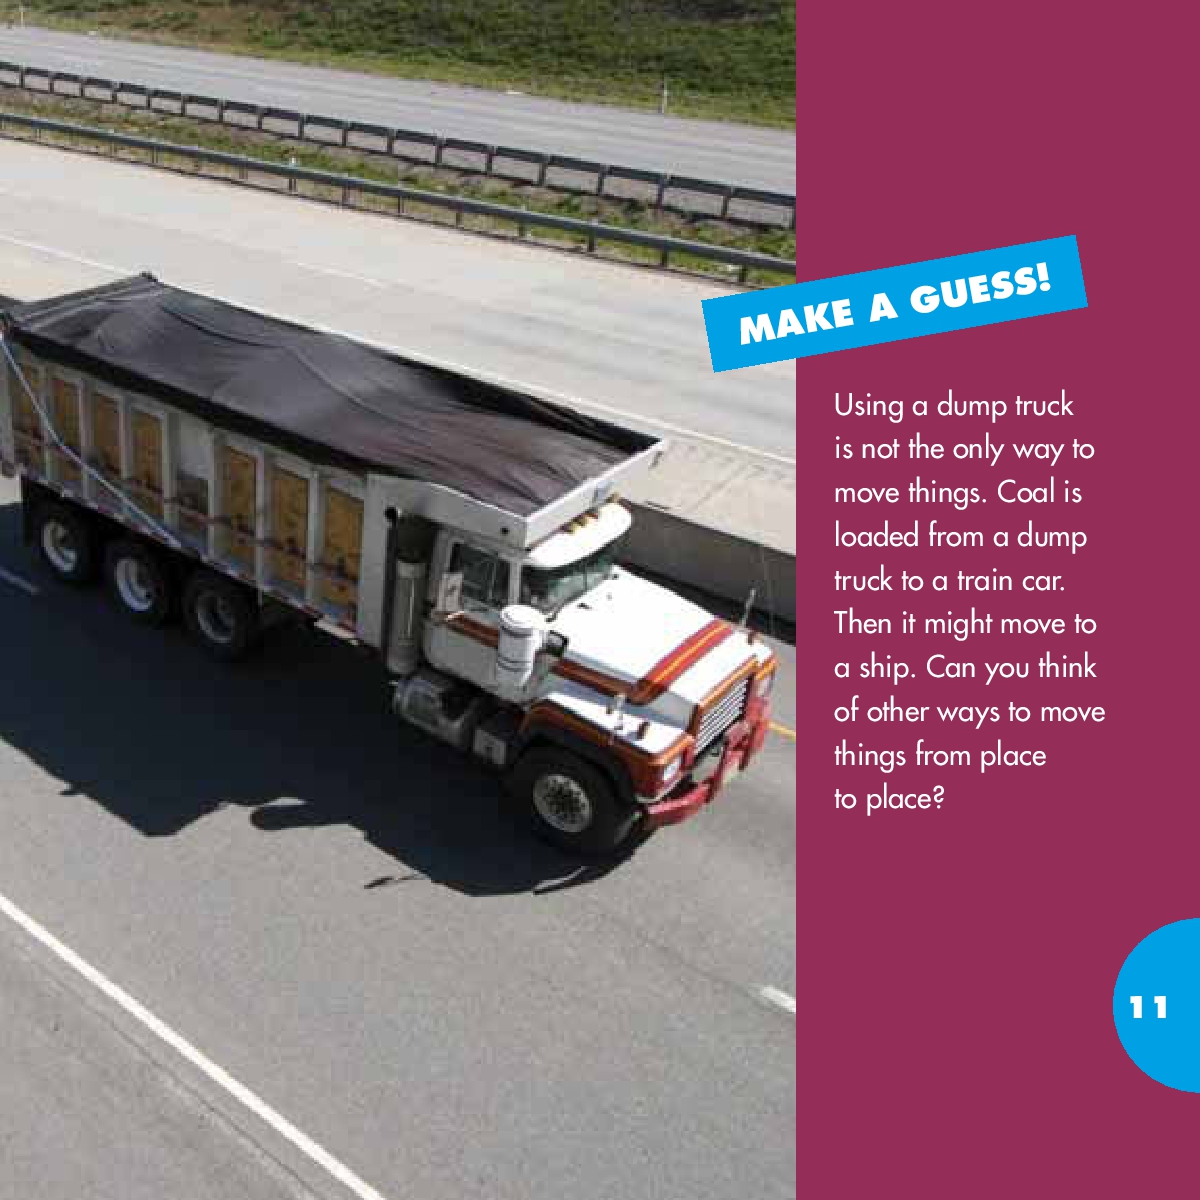 MAKE A GUESS!
Using a dump truck
is not the only way to
move things. Coal is
loaded from a dump
truck to a train car.
Then it might move to
a ship. Can you think
of other ways to move
things from place
to place?
11